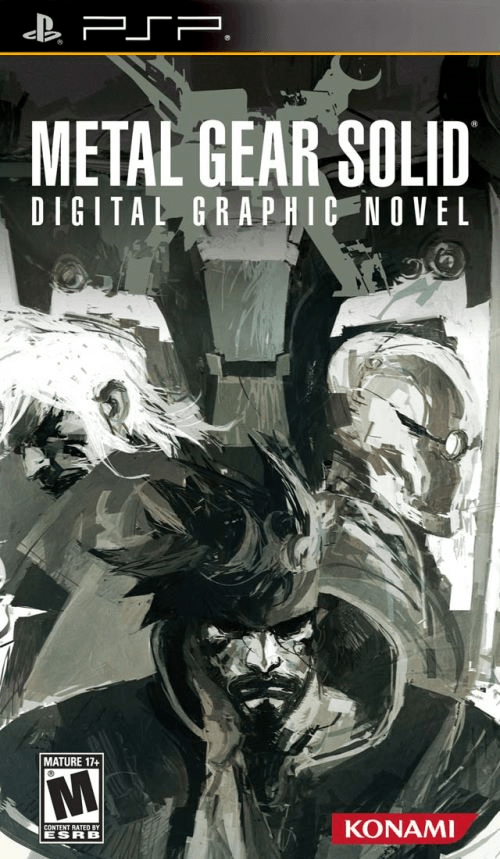 PSP®
METAL GEAR SOLID®
DIGITAL GRAPHIC NOVEL
MATURE 17+
M®
CONTENT RATED BY
ESRB
KONAMI